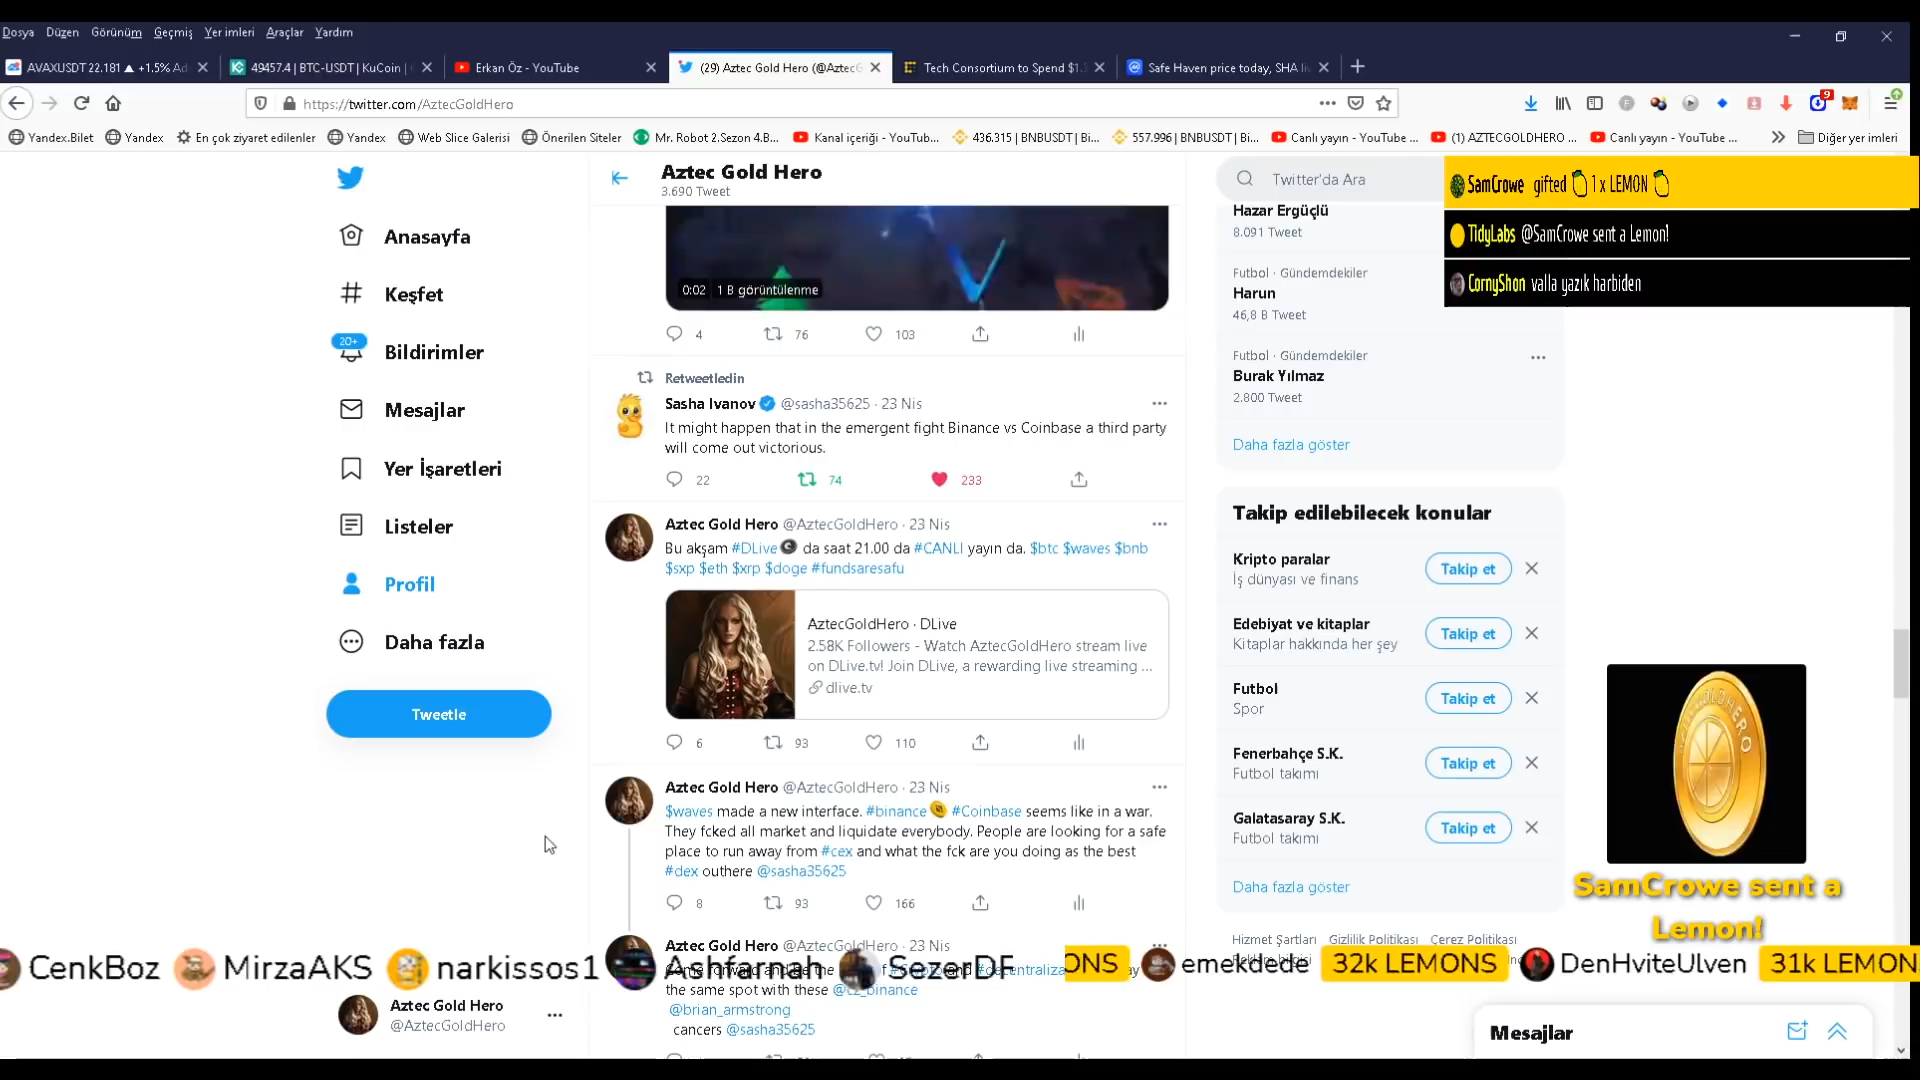 Dosya Düzen Görünüm Geçmiş Yer imleri Araçlar Yardım
AVAXUSDT 22.181 ▲ +1.5%
49457.4 | BTC-USDT | KuCoin |
Erkan Öz - YouTube
(29) Aztec Gold Hero (@AztecG
Tech Consortium to Spend $1.
Safe Haven price today, SHA li
https://twitter.com/AztecGoldHero
9
Yandex.Bilet Yandex En çok ziyaret edilenler Yandex Web Slice Galerisi Önerilen Siteler Mr. Robot 2.Sezon 4.B... Kanal içeriği - YouTub... 436.315 | BNBUSDT | Bi... 557.996 | BNBUSDT | Bi... Canlı yayın - YouTube ... (1) AZTECGOLDHERO ... Canlı yayın - YouTube ... Diğer yer imleri
Anasayfa
Keşfet
20+
Bildirimler
Mesajlar
Yer İşaretleri
Listeler
Profil
Daha fazla
Tweetle
Aztec Gold Hero
@AztecGoldHero
Aztec Gold Hero
3.690 Tweet
0:02 1 B görüntülenme
4 76 103
Retweetledin
Sasha Ivanov @sasha35625 · 23 Nis
It might happen that in the emergent fight Binance vs Coinbase a third party
will come out victorious.
22 74 233
Aztec Gold Hero @AztecGoldHero · 23 Nis
Bu akşam #DLive da saat 21.00 da #CANLI yayın da. $btc $waves $bnb
$sxp $eth $xrp $doge #fundsaresafu
AztecGoldHero · DLive
2.58K Followers - Watch AztecGoldHero stream live
on DLive.tv! Join DLive, a rewarding live streaming ...
dlive.tv
6 93 110
Aztec Gold Hero @AztecGoldHero · 23 Nis
$waves made a new interface. #binance #Coinbase seems like in a war.
They fcked all market and liquidate everybody. People are looking for a safe
place to run away from #cex and what the fck are you doing as the best
#dex outhere @sasha35625
8 93 166
Aztec Gold Hero @AztecGoldHero · 23 Nis
the same spot with these @cz_binance
@brian_armstrong
cancers @sasha35625
Twitter'da Ara
Hazar Ergüçlü
8.091 Tweet
Futbol · Gündemdekiler
Harun
46,8 B Tweet
Futbol · Gündemdekiler
Burak Yılmaz
2.800 Tweet
Daha fazla göster
Takip edilebilecek konular
Kripto paralar
İş dünyası ve finans
Takip et
Edebiyat ve kitaplar
Kitaplar hakkında her şey
Takip et
Futbol
Spor
Takip et
Fenerbahçe S.K.
Futbol takımı
Takip et
Galatasaray S.K.
Futbol takımı
Takip et
Daha fazla göster
Hizmet Şartları Gizlilik Politikası Çerez Politikası
Mesajlar
SamCrowe gifted 1 x LEMON
TidyLabs @SamCrowe sent a Lemon!
CornyShon valla yazık harbiden
SamCrowe sent a
Lemon!
CenkBoz MirzaAKS narkissos1 Ashfarnah SezerDF ONS emekdede 32k LEMONS DenHviteUlven 31k LEMON